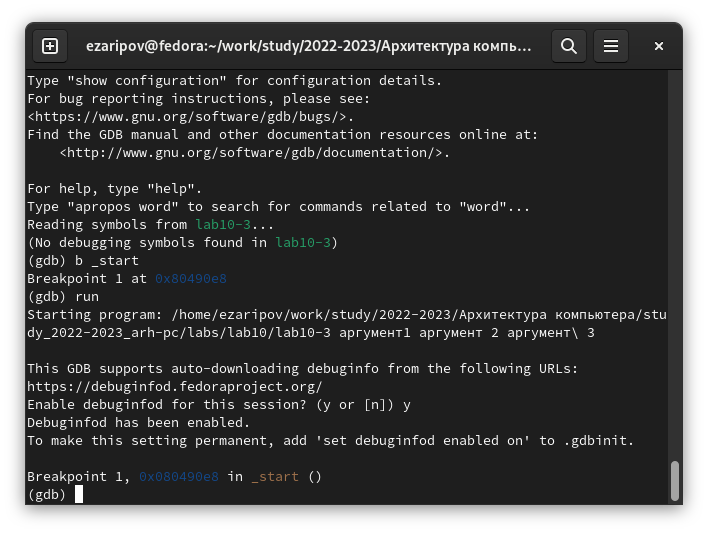 ezaripov@fedora:~/work/study/2022-2023/Архитектура компь…
Type "show configuration" for configuration details.
For bug reporting instructions, please see:
<https://www.gnu.org/software/gdb/bugs/>.
Find the GDB manual and other documentation resources online at:
    <http://www.gnu.org/software/gdb/documentation/>.
For help, type "help".
Type "apropos word" to search for commands related to "word"...
Reading symbols from lab10-3...
(No debugging symbols found in lab10-3)
(gdb) b _start
Breakpoint 1 at 0x80490e8
(gdb) run
Starting program: /home/ezaripov/work/study/2022-2023/Архитектура компьютера/stu
dy_2022-2023_arh-pc/labs/lab10/lab10-3 аргумент1 аргумент 2 аргумент\ 3
This GDB supports auto-downloading debuginfo from the following URLs:
https://debuginfod.fedoraproject.org/
Enable debuginfod for this session? (y or [n]) y
Debuginfod has been enabled.
To make this setting permanent, add 'set debuginfod enabled on' to .gdbinit.
Breakpoint 1, 0x080490e8 in _start ()
(gdb)